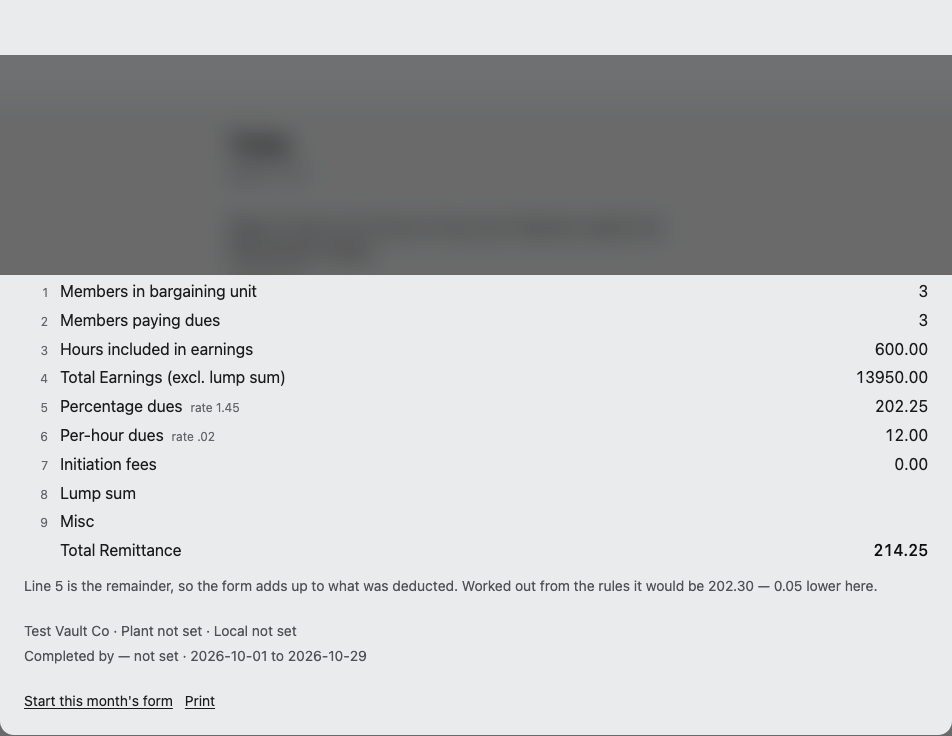 1 Members in bargaining unit 3
2 Members paying dues 3
3 Hours included in earnings 600.00
4 Total Earnings (excl. lump sum) 13950.00
5 Percentage dues rate 1.45 202.25
6 Per-hour dues rate .02 12.00
7 Initiation fees 0.00
8 Lump sum
9 Misc
Total Remittance 214.25
Line 5 is the remainder, so the form adds up to what was deducted. Worked out from the rules it would be 202.30 — 0.05 lower here.
Test Vault Co · Plant not set · Local not set
Completed by — not set · 2026-10-01 to 2026-10-29
Start this month's form Print